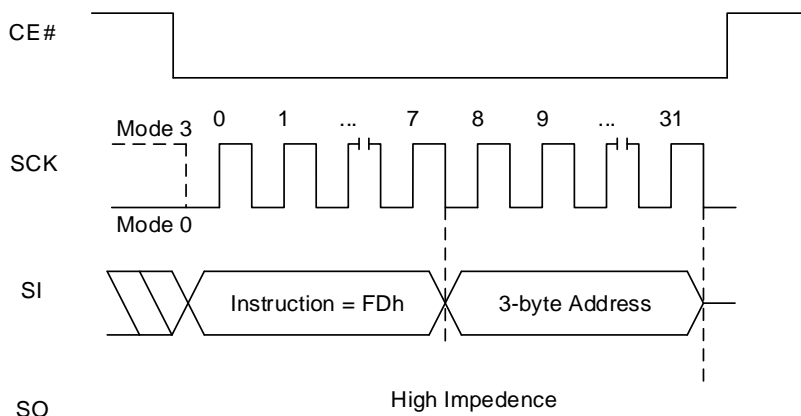 CE#
Mode 3
0 1 ... 7 8 9 ... 31
SCK
Mode 0
SI
Instruction = FDh
3-byte Address
SO
High Impedence